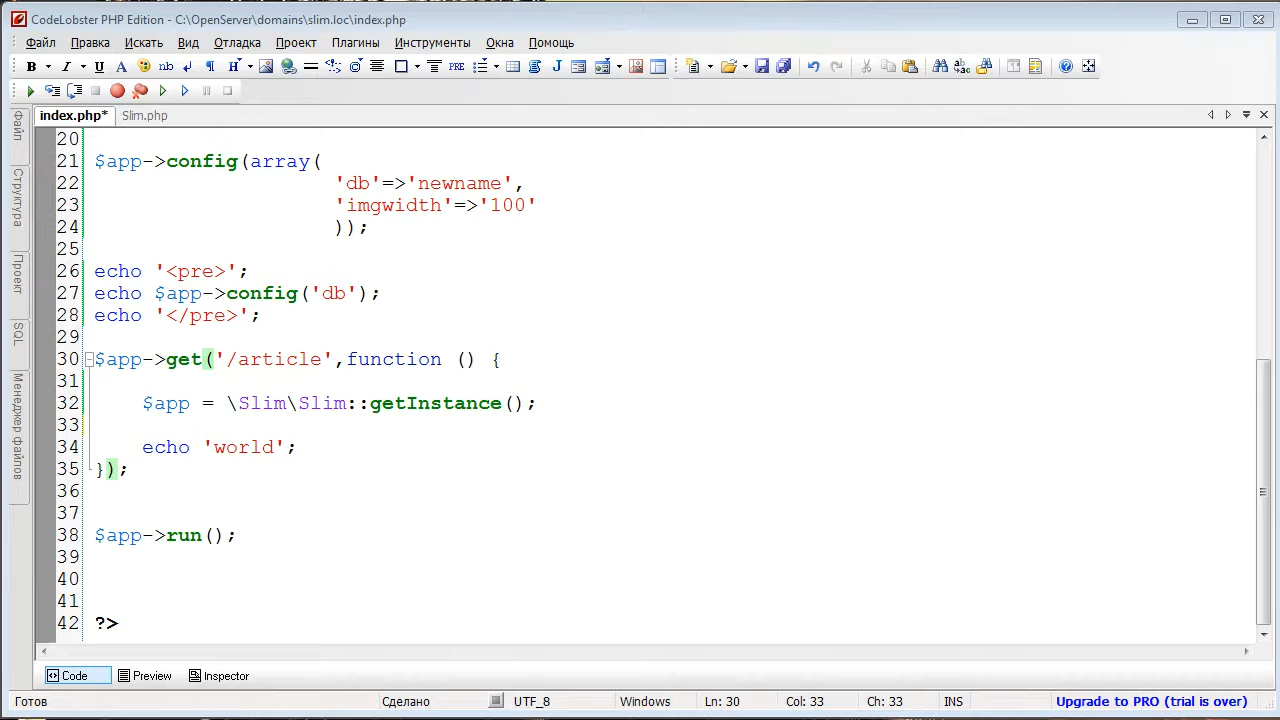 CodeLobster PHP Edition - C:\OpenServer\domains\slim.loc\index.php
Файл Правка Искать Вид Отладка Проект Плагины Инструменты Окна Помощь
index.php* Slim.php
Файл
Структура
Проект
SQL
Менеджер файлов
20
21 $app->config(array(
22 'db'=>'newname',
23 'imgwidth'=>'100'
24 ));
25
26 echo '<pre>';
27 echo $app->config('db');
28 echo '</pre>';
29
30 $app->get('/article',function () {
31
32 $app = \Slim\Slim::getInstance();
33
34 echo 'world';
35 });
36
37
38 $app->run();
39
40
41
42 ?>
Code Preview Inspector
Готов Сделано UTF_8 Windows Ln: 30 Col: 33 Ch: 33 INS Upgrade to PRO (trial is over)